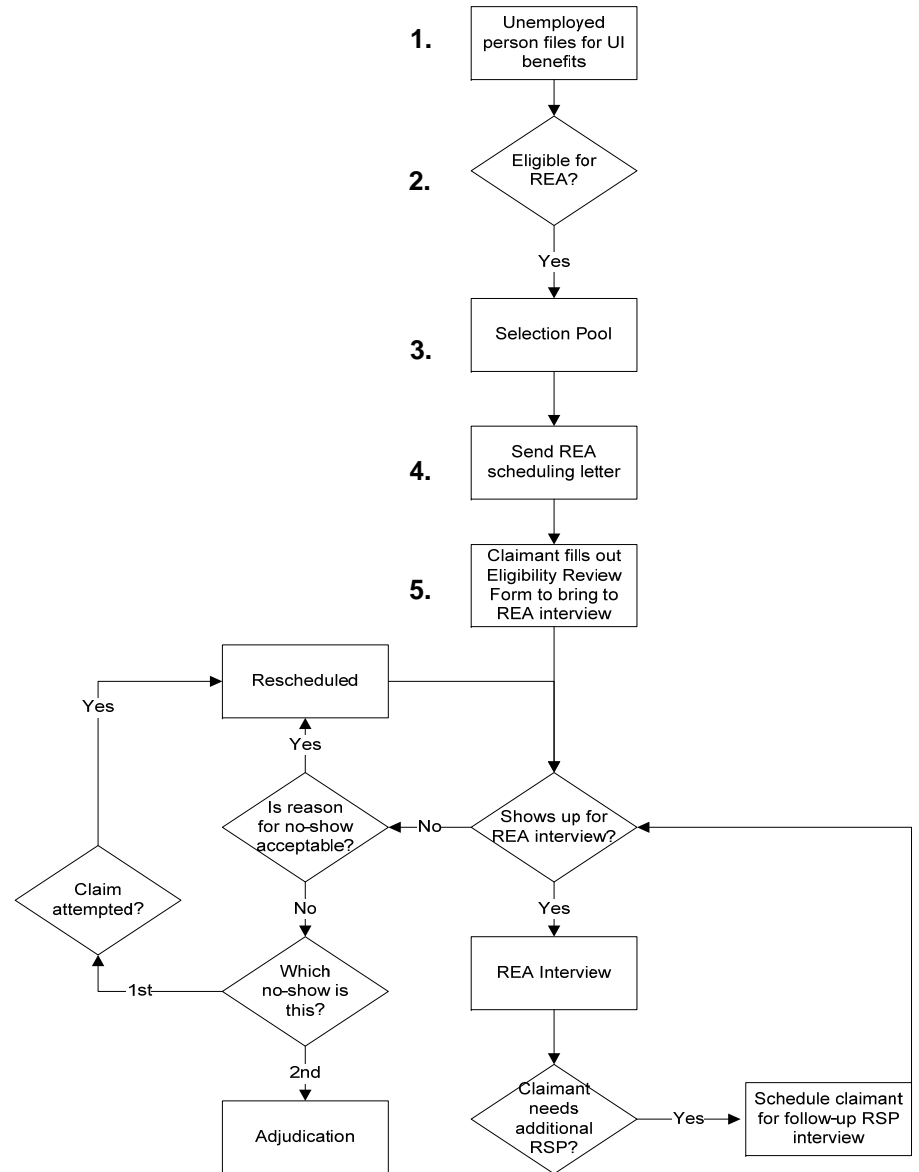 1.
Unemployed
person files for UI
benefits
2.
Eligible for
REA?
Yes
3.
Selection Pool
4.
Send REA
scheduling letter
5.
Claimant fills out
Eligibility Review
Form to bring to
REA interview
Rescheduled
Yes
Yes
Is reason
for no-show
acceptable?
No
Shows up for
REA interview?
Claim
attempted?
No
Yes
Which
no-show is
this?
1st
REA Interview
2nd
Claimant
needs
additional
RSP?
Yes
Schedule claimant
for follow-up RSP
interview
Adjudication